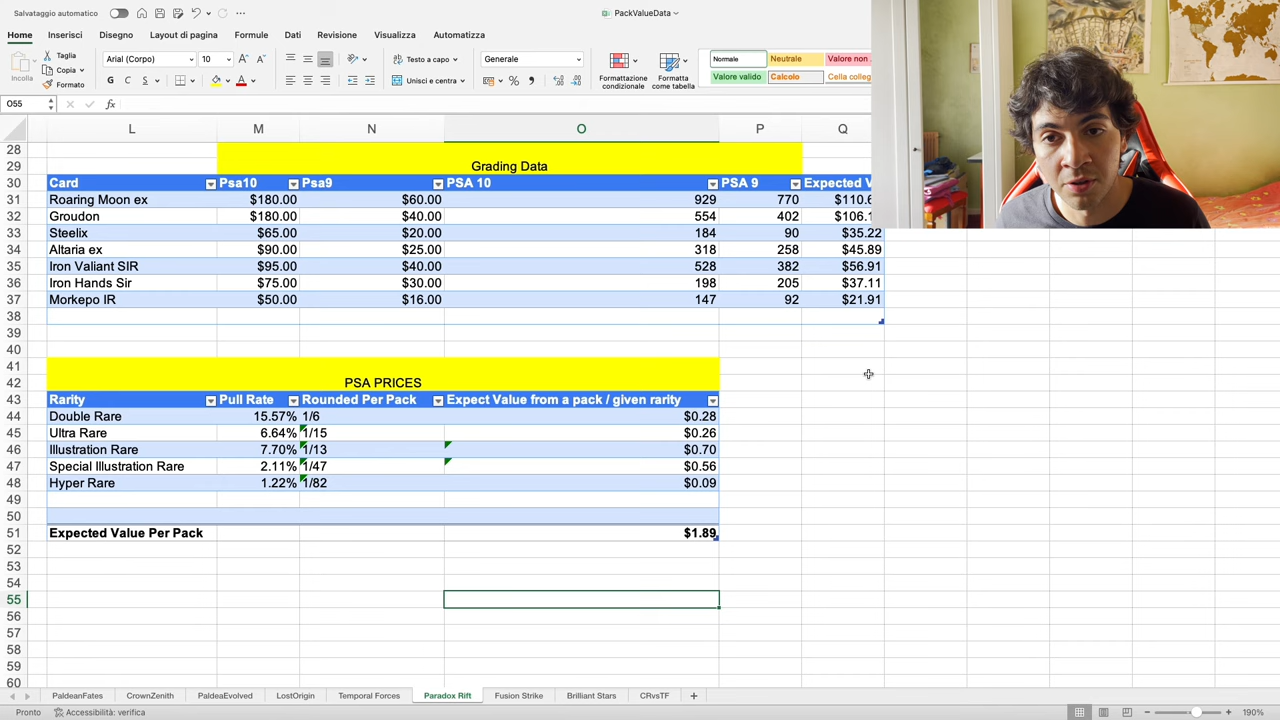 Salvataggio automatico
PackValueData
Home Inserisci Disegno Layout di pagina Formule Dati Revisione Visualizza Automatizza
Incolla
Taglia
Copia
Formato
Arial (Corpo) 10
G C S
Testo a capo
Unisci e centra
Generale
Formattazione condizionale
Formatta come tabella
Normale Neutrale Valore non
Valore valido Calcolo Cella colleg
O55 fx
L M N O P Q
28
29 Grading Data
30 Card Psa10 Psa9 PSA 10 PSA 9 Expected V
31 Roaring Moon ex $180.00 $60.00 929 770
32 Groudon $180.00 $40.00 554 402
33 Steelix $65.00 $20.00 184 90 $35.22
34 Altaria ex $90.00 $25.00 318 258 $45.89
35 Iron Valiant SIR $95.00 $40.00 528 382 $56.91
36 Iron Hands Sir $75.00 $30.00 198 205 $37.11
37 Morkepo IR $50.00 $16.00 147 92 $21.91
38
39
40
41
42 PSA PRICES
43 Rarity Pull Rate Rounded Per Pack Expect Value from a pack / given rarity
44 Double Rare 15.57% 1/6 $0.28
45 Ultra Rare 6.64% 1/15 $0.26
46 Illustration Rare 7.70% 1/13 $0.70
47 Special Illustration Rare 2.11% 1/47 $0.56
48 Hyper Rare 1.22% 1/82 $0.09
49
50
51 Expected Value Per Pack $1.89
52
53
54
55
56
57
58
59
60
PaldeanFates CrownZenith PaldeaEvolved LostOrigin Temporal Forces Paradox Rift Fusion Strike Brilliant Stars CRvsTF
Pronto Accessibilità: verifica 190%